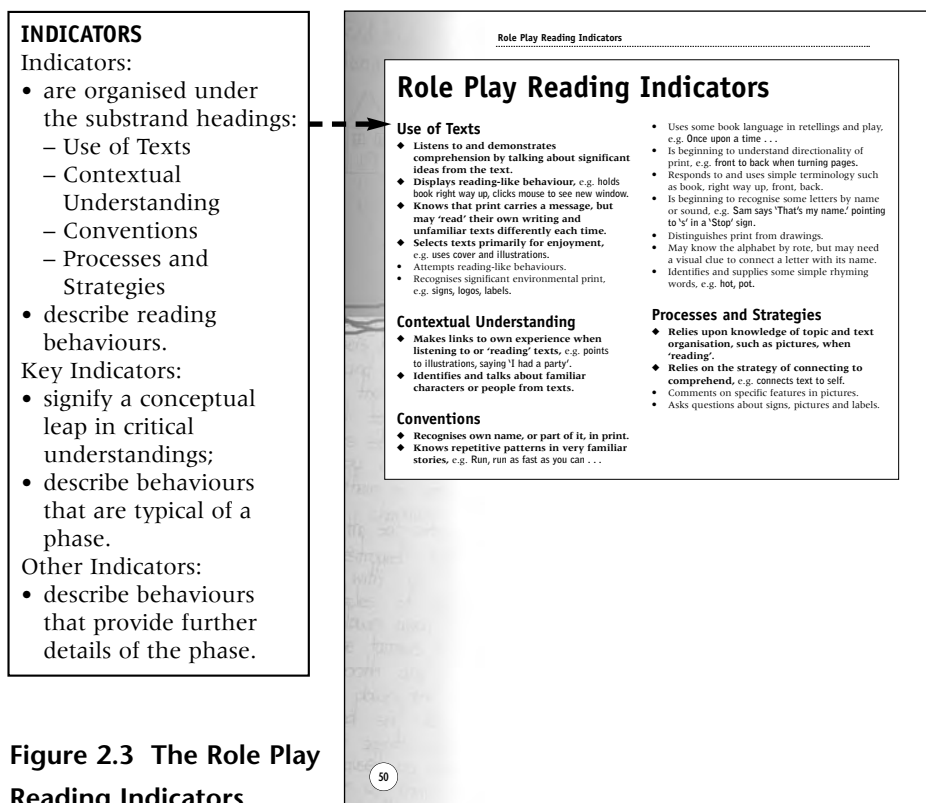 INDICATORS
Indicators:
• are organised under
the substrand headings:
– Use of Texts
– Contextual
Understanding
– Conventions
– Processes and
Strategies
• describe reading
behaviours.
Key Indicators:
• signify a conceptual
leap in critical
understandings;
• describe behaviours
that are typical of a
phase.
Other Indicators:
• describe behaviours
that provide further
details of the phase.
Figure 2.3 The Role Play
Reading Indicators
Role Play Reading Indicators
Role Play Reading Indicators
Use of Texts
◆ Listens to and demonstrates
comprehension by talking about significant
ideas from the text.
◆ Displays reading-like behaviour, e.g. holds
book right way up, clicks mouse to see new window.
◆ Knows that print carries a message, but
may ‘read’ their own writing and
unfamiliar texts differently each time.
◆ Selects texts primarily for enjoyment,
e.g. uses cover and illustrations.
• Attempts reading-like behaviours.
• Recognises significant environmental print,
e.g. signs, logos, labels.
Contextual Understanding
◆ Makes links to own experience when
listening to or ‘reading’ texts, e.g. points
to illustrations, saying ‘I had a party’.
◆ Identifies and talks about familiar
characters or people from texts.
Conventions
◆ Recognises own name, or part of it, in print.
◆ Knows repetitive patterns in very familiar
stories, e.g. Run, run as fast as you can . . .
• Uses some book language in retellings and play,
e.g. Once upon a time . . .
• Is beginning to understand directionality of
print, e.g. front to back when turning pages.
• Responds to and uses simple terminology such
as book, right way up, front, back.
• Is beginning to recognise some letters by name
or sound, e.g. Sam says ‘That’s my name.’ pointing
to ‘s’ in a ‘Stop’ sign.
• Distinguishes print from drawings.
• May know the alphabet by rote, but may need
a visual clue to connect a letter with its name.
• Identifies and supplies some simple rhyming
words, e.g. hot, pot.
Processes and Strategies
◆ Relies upon knowledge of topic and text
organisation, such as pictures, when
‘reading’.
◆ Relies on the strategy of connecting to
comprehend, e.g. connects text to self.
• Comments on specific features in pictures.
• Asks questions about signs, pictures and labels.
50